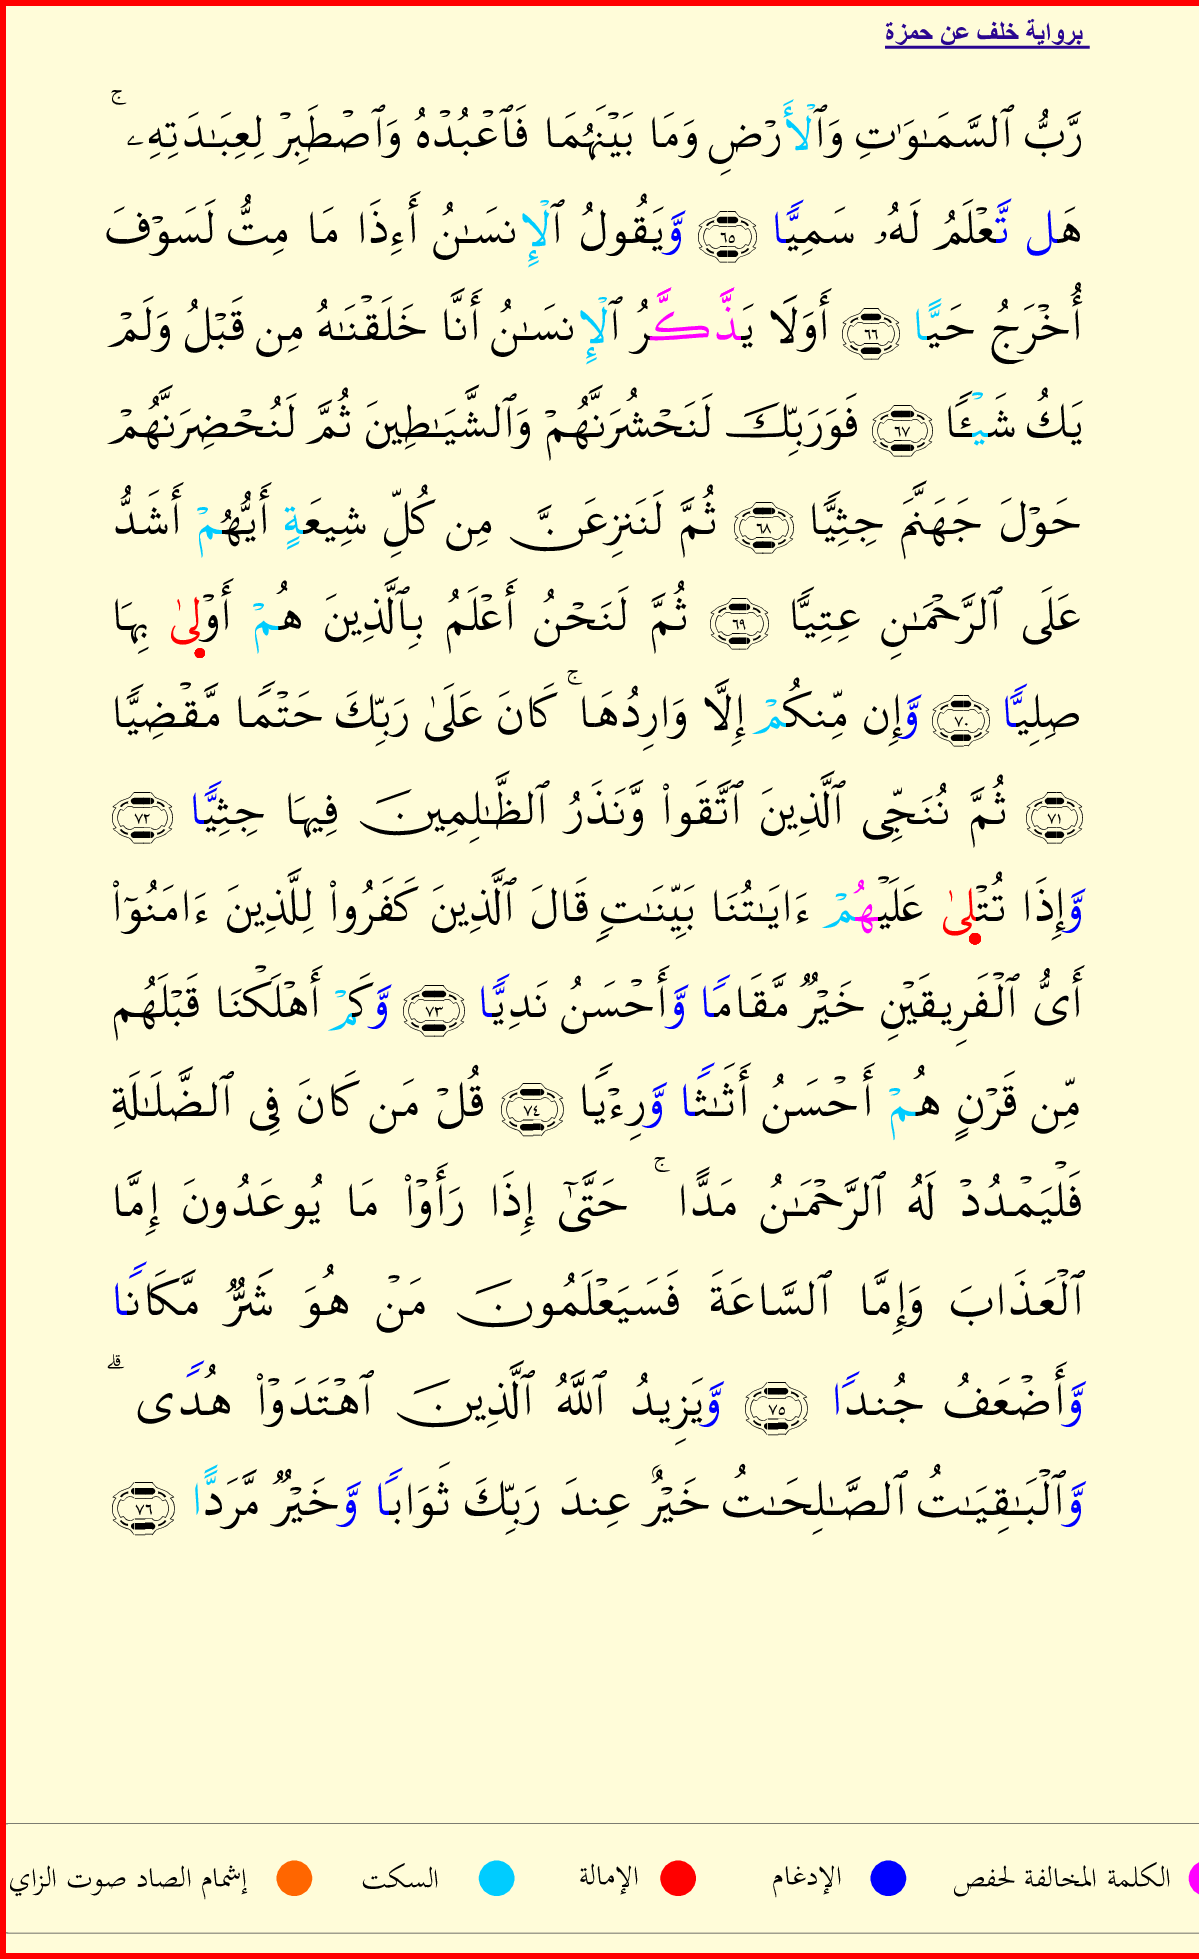 برواية خلف عن حمزة
رَّبُّ ٱلسَّمَـٰوَٰتِ وَٱلۡأَرۡضِ وَمَا بَيۡنَهُمَا فَٱعۡبُدۡهُ وَٱصۡطَبِرۡ لِعِبَـٰدَتِهِۦۚ
هَل تَّعۡلَمُ لَهُۥ سَمِيًّا ٦٥ وَّيَقُولُ ٱلۡإِنسَـٰنُ أَءِذَا مَا مِتُّ لَسَوۡفَ
أُخۡرَجُ حَيًّا ٦٦ أَوَلَا يَذَّكَّرُ ٱلۡإِنسَـٰنُ أَنَّا خَلَقۡنَـٰهُ مِن قَبۡلُ وَلَمۡ
يَكُ شَيۡـًٔا ٦٧ فَوَرَبِّكَ لَنَحۡشُرَنَّهُمۡ وَٱلشَّيَـٰطِينَ ثُمَّ لَنُحۡضِرَنَّهُمۡ
حَوۡلَ جَهَنَّمَ جِثِيًّا ٦٨ ثُمَّ لَنَنزِعَنَّ مِن كُلِّ شِيعَةٍ أَيُّهُمۡ أَشَدُّ
عَلَى ٱلرَّحۡمَـٰنِ عِتِيًّا ٦٩ ثُمَّ لَنَحۡنُ أَعۡلَمُ بِٱلَّذِينَ هُمۡ أَوۡلىٰ بِهَا
صِلِيًّا ٧٠ وَّإِن مِّنكُمۡ إِلَّا وَارِدُهَاۚ كَانَ عَلَىٰ رَبِّكَ حَتۡمًا مَّقۡضِيًّا
٧١ ثُمَّ نُنَجِّى ٱلَّذِينَ ٱتَّقَواْ وَّنَذَرُ ٱلظَّـٰلِمِينَ فِيهَا جِثِيًّا ٧٢
وَّإِذَا تُتۡلىٰ عَلَيۡهُمۡ ءَايَـٰتُنَا بَيِّنَـٰتٍ قَالَ ٱلَّذِينَ كَفَرُواْ لِلَّذِينَ ءَامَنُوٓاْ
أَىُّ ٱلۡفَرِيقَيۡنِ خَيۡرٌ مَّقَامًا وَّأَحۡسَنُ نَدِيًّا ٧٣ وَّكَمۡ أَهۡلَكۡنَا قَبۡلَهُم
مِّن قَرۡنٍ هُمۡ أَحۡسَنُ أَثَـٰثًا وَّرِءۡيًا ٧٤ قُلۡ مَن كَانَ فِى ٱلضَّلَـٰلَةِ
فَلۡيَمۡدُدۡ لَهُ ٱلرَّحۡمَـٰنُ مَدًّاۚ حَتَّىٰٓ إِذَا رَأَوۡاْ مَا يُوعَدُونَ إِمَّا
ٱلۡعَذَابَ وَإِمَّا ٱلسَّاعَةَ فَسَيَعۡلَمُونَ مَنۡ هُوَ شَرٌّ مَّكَانًا
وَّأَضۡعَفُ جُندًا ٧٥ وَّيَزِيدُ ٱللَّهُ ٱلَّذِينَ ٱهۡتَدَوۡاْ هُدًىۗ
وَّٱلۡبَـٰقِيَـٰتُ ٱلصَّـٰلِحَـٰتُ خَيۡرٌ عِندَ رَبِّكَ ثَوَابًا وَّخَيۡرٌ مَّرَدًّا ٧٦
الكلمة المخالفة لحفص الإدغام الإمالة السكت إشمام الصاد صوت الزاي